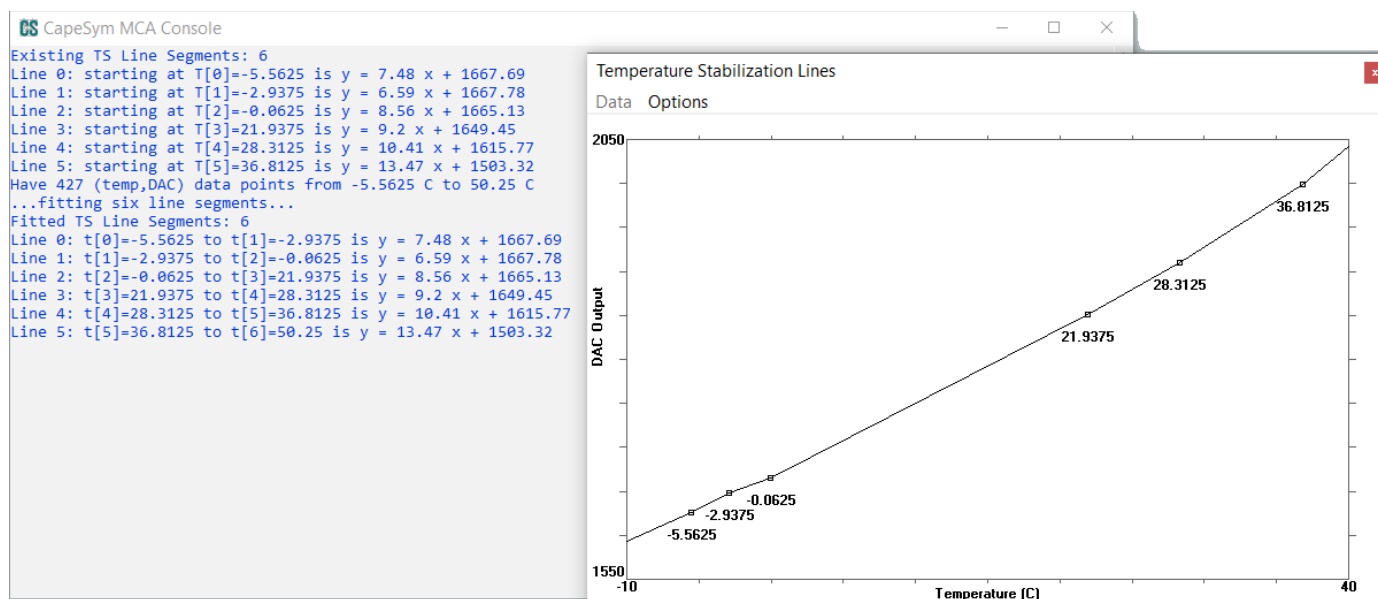 CS CapeSym MCA Console
Existing TS Line Segments: 6
Line 0: starting at T[0]=-5.5625 is y = 7.48 x + 1667.69
Line 1: starting at T[1]=-2.9375 is y = 6.59 x + 1667.78
Line 2: starting at T[2]=-0.0625 is y = 8.56 x + 1665.13
Line 3: starting at T[3]=21.9375 is y = 9.2 x + 1649.45
Line 4: starting at T[4]=28.3125 is y = 10.41 x + 1615.77
Line 5: starting at T[5]=36.8125 is y = 13.47 x + 1503.32
Have 427 (temp,DAC) data points from -5.5625 C to 50.25 C
...fitting six line segments...
Fitted TS Line Segments: 6
Line 0: t[0]=-5.5625 to t[1]=-2.9375 is y = 7.48 x + 1667.69
Line 1: t[1]=-2.9375 to t[2]=-0.0625 is y = 6.59 x + 1667.78
Line 2: t[2]=-0.0625 to t[3]=21.9375 is y = 8.56 x + 1665.13
Line 3: t[3]=21.9375 to t[4]=28.3125 is y = 9.2 x + 1649.45
Line 4: t[4]=28.3125 to t[5]=36.8125 is y = 10.41 x + 1615.77
Line 5: t[5]=36.8125 to t[6]=50.25 is y = 13.47 x + 1503.32
Temperature Stabilization Lines
Data Options
2050
36.8125
28.3125
21.9375
DAC Output
-0.0625
-2.9375
-5.5625
1550
-10
Temperature (C)
40